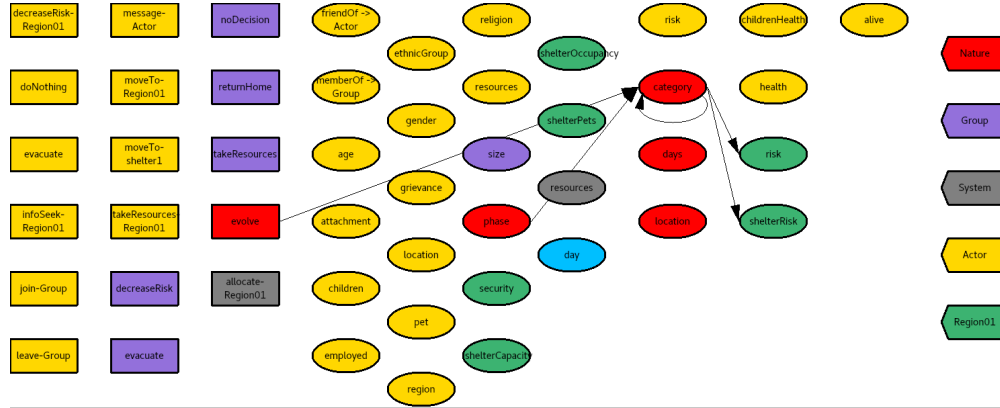 decreaseRisk-
Region01
message-
Actor
noDecision
friendOf ->
Actor
religion
risk
childrenHealth
alive
ethnicGroup
shelterOccupancy
Nature
doNothing
moveTo-
Region01
returnHome
memberOf ->
Group
resources
category
health
gender
shelterPets
Group
evacuate
moveTo-
shelter1
takeResources
age
size
days
risk
grievance
resources
System
infoSeek-
Region01
takeResources-
Region01
evolve
attachment
phase
location
shelterRisk
location
day
Actor
join-Group
decreaseRisk
allocate-
Region01
children
security
pet
Region01
leave-Group
evacuate
employed
shelterCapacity
region